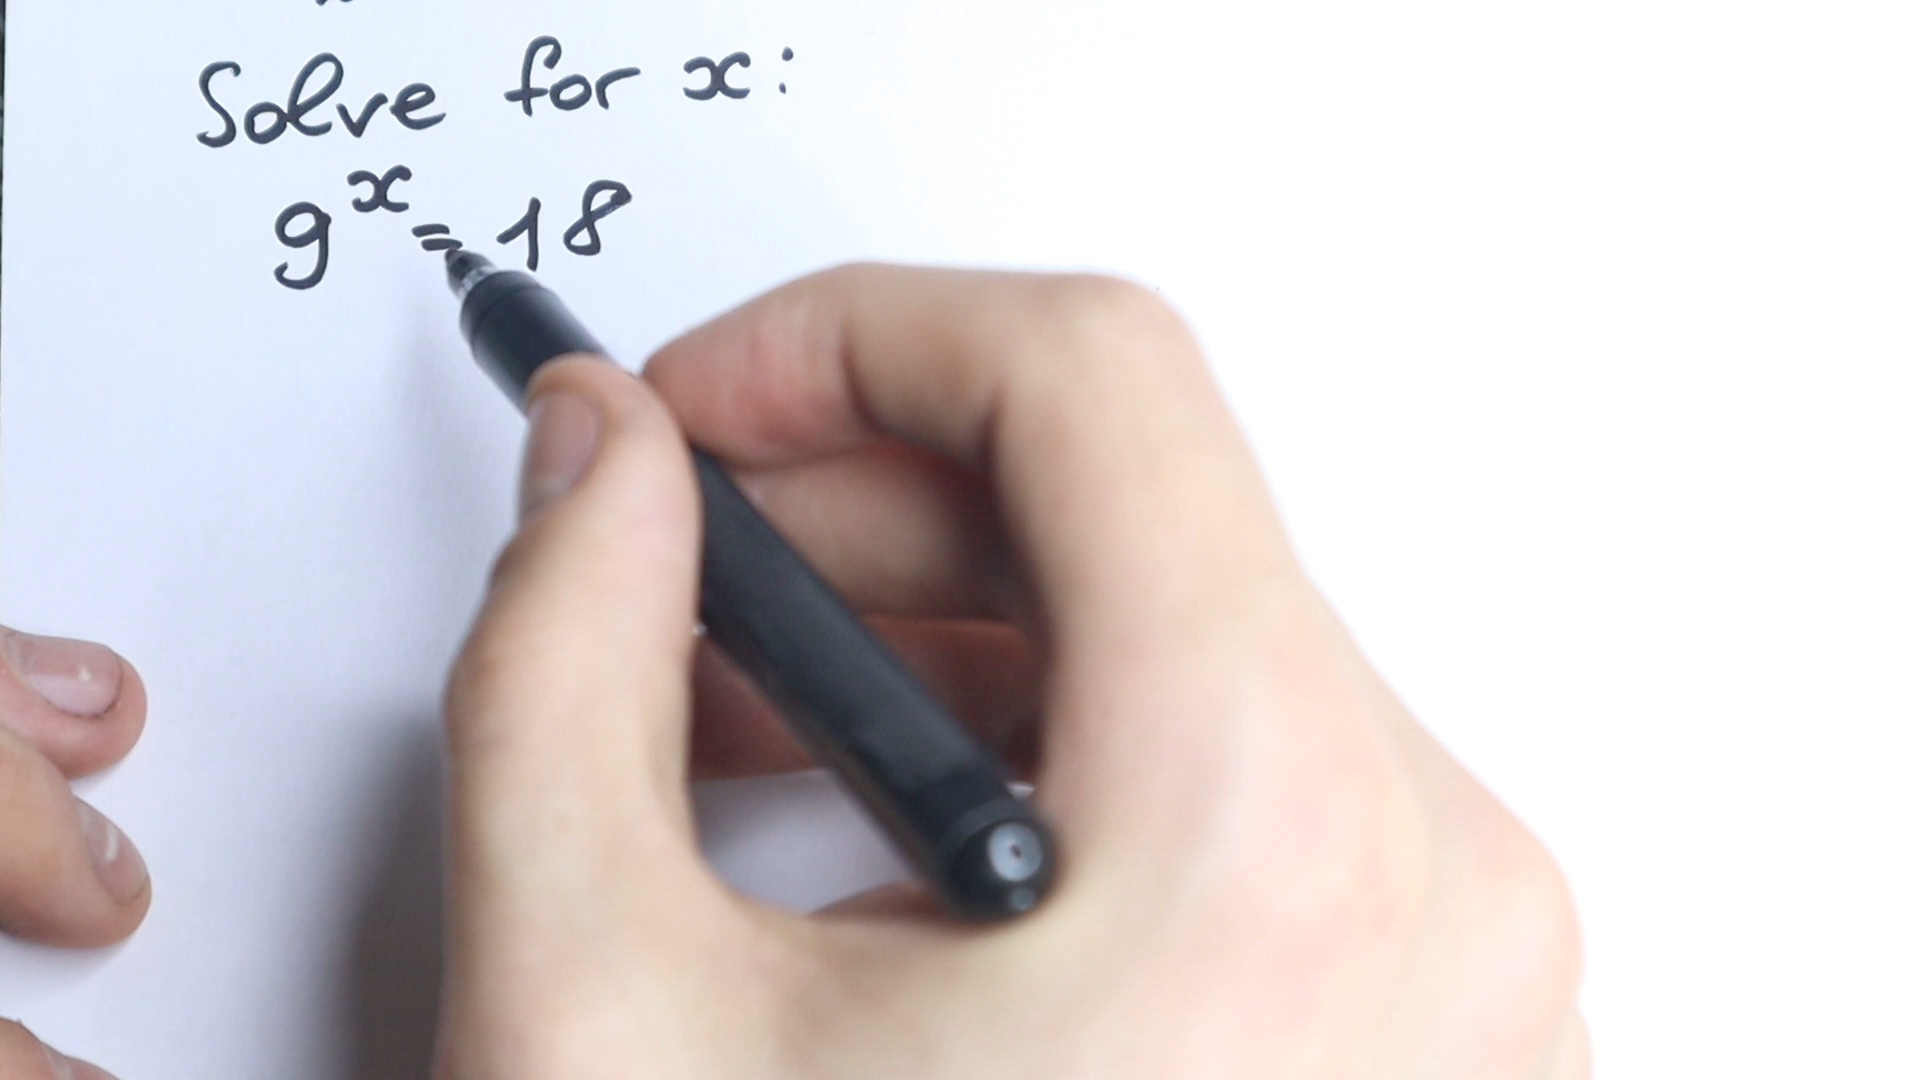 Solve for x:
9^x = 18